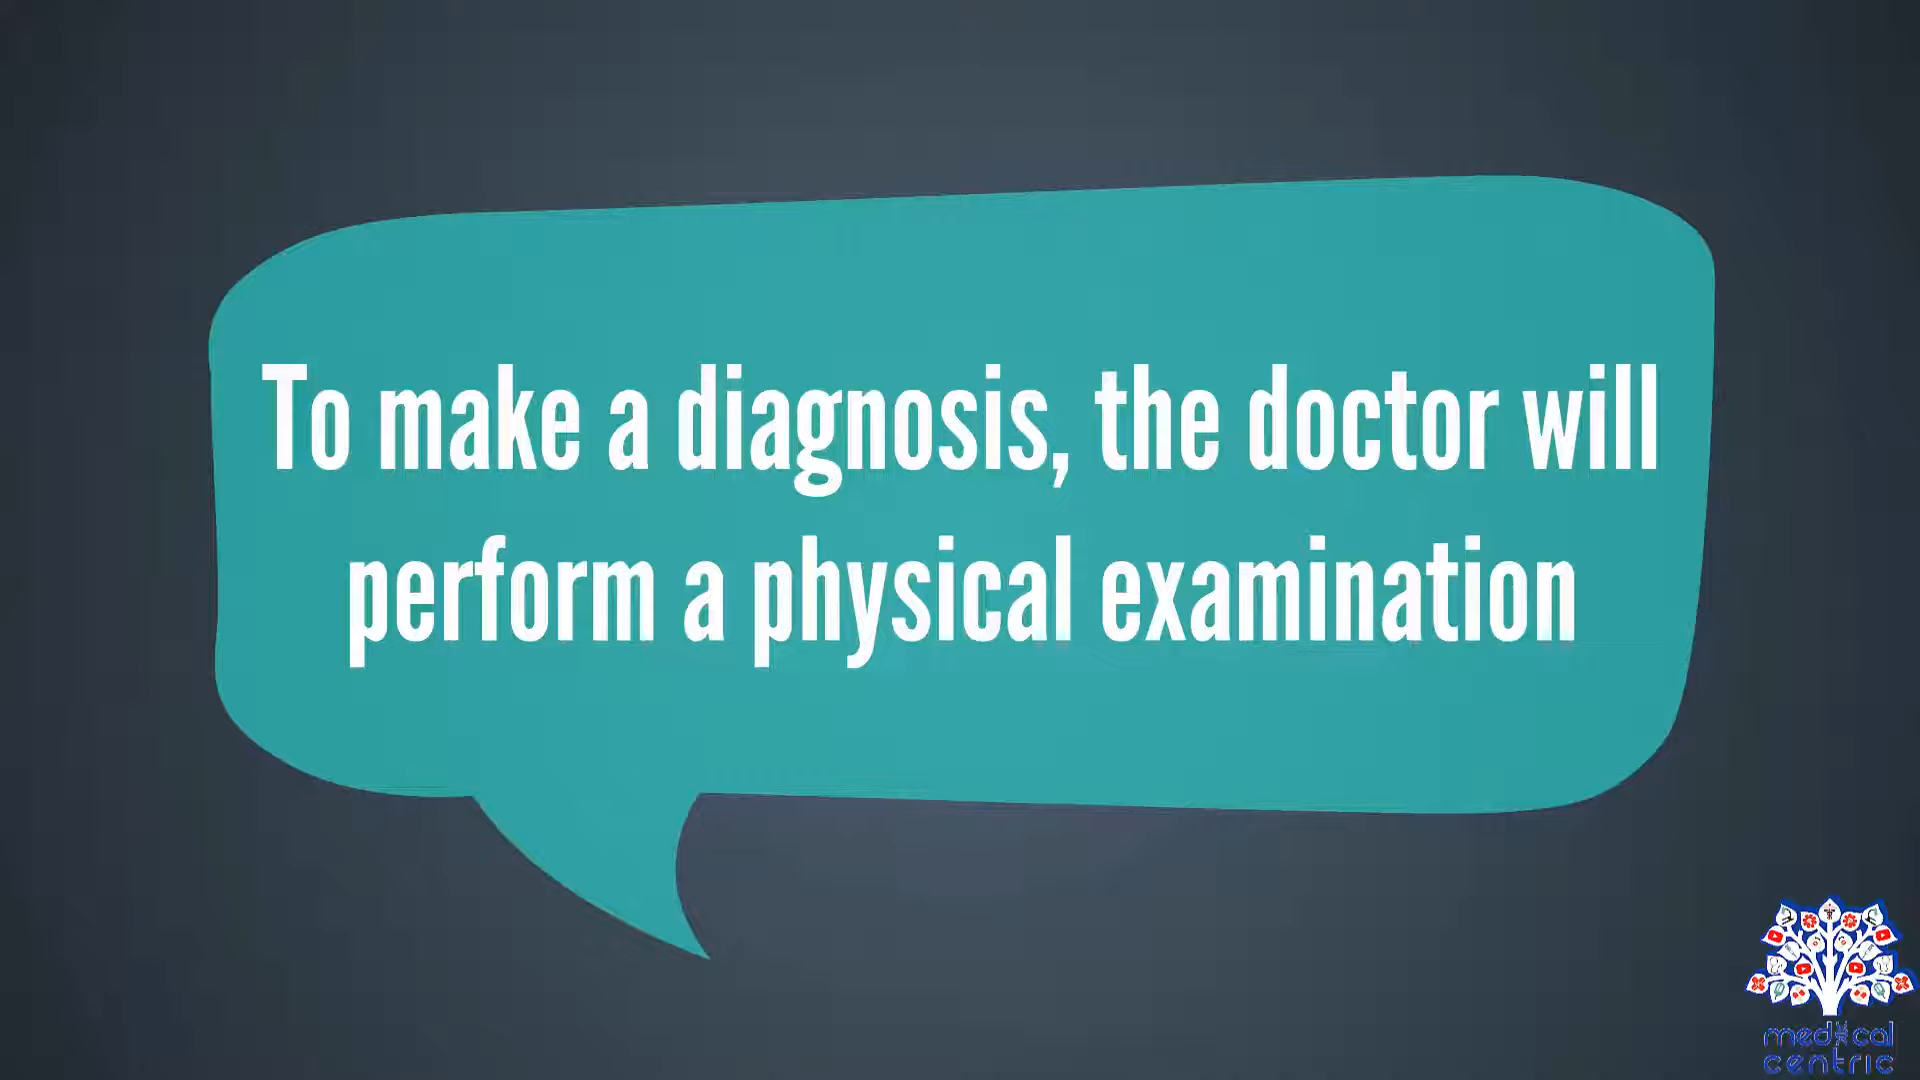 To make a diagnosis, the doctor will
perform a physical examination
medical
centric